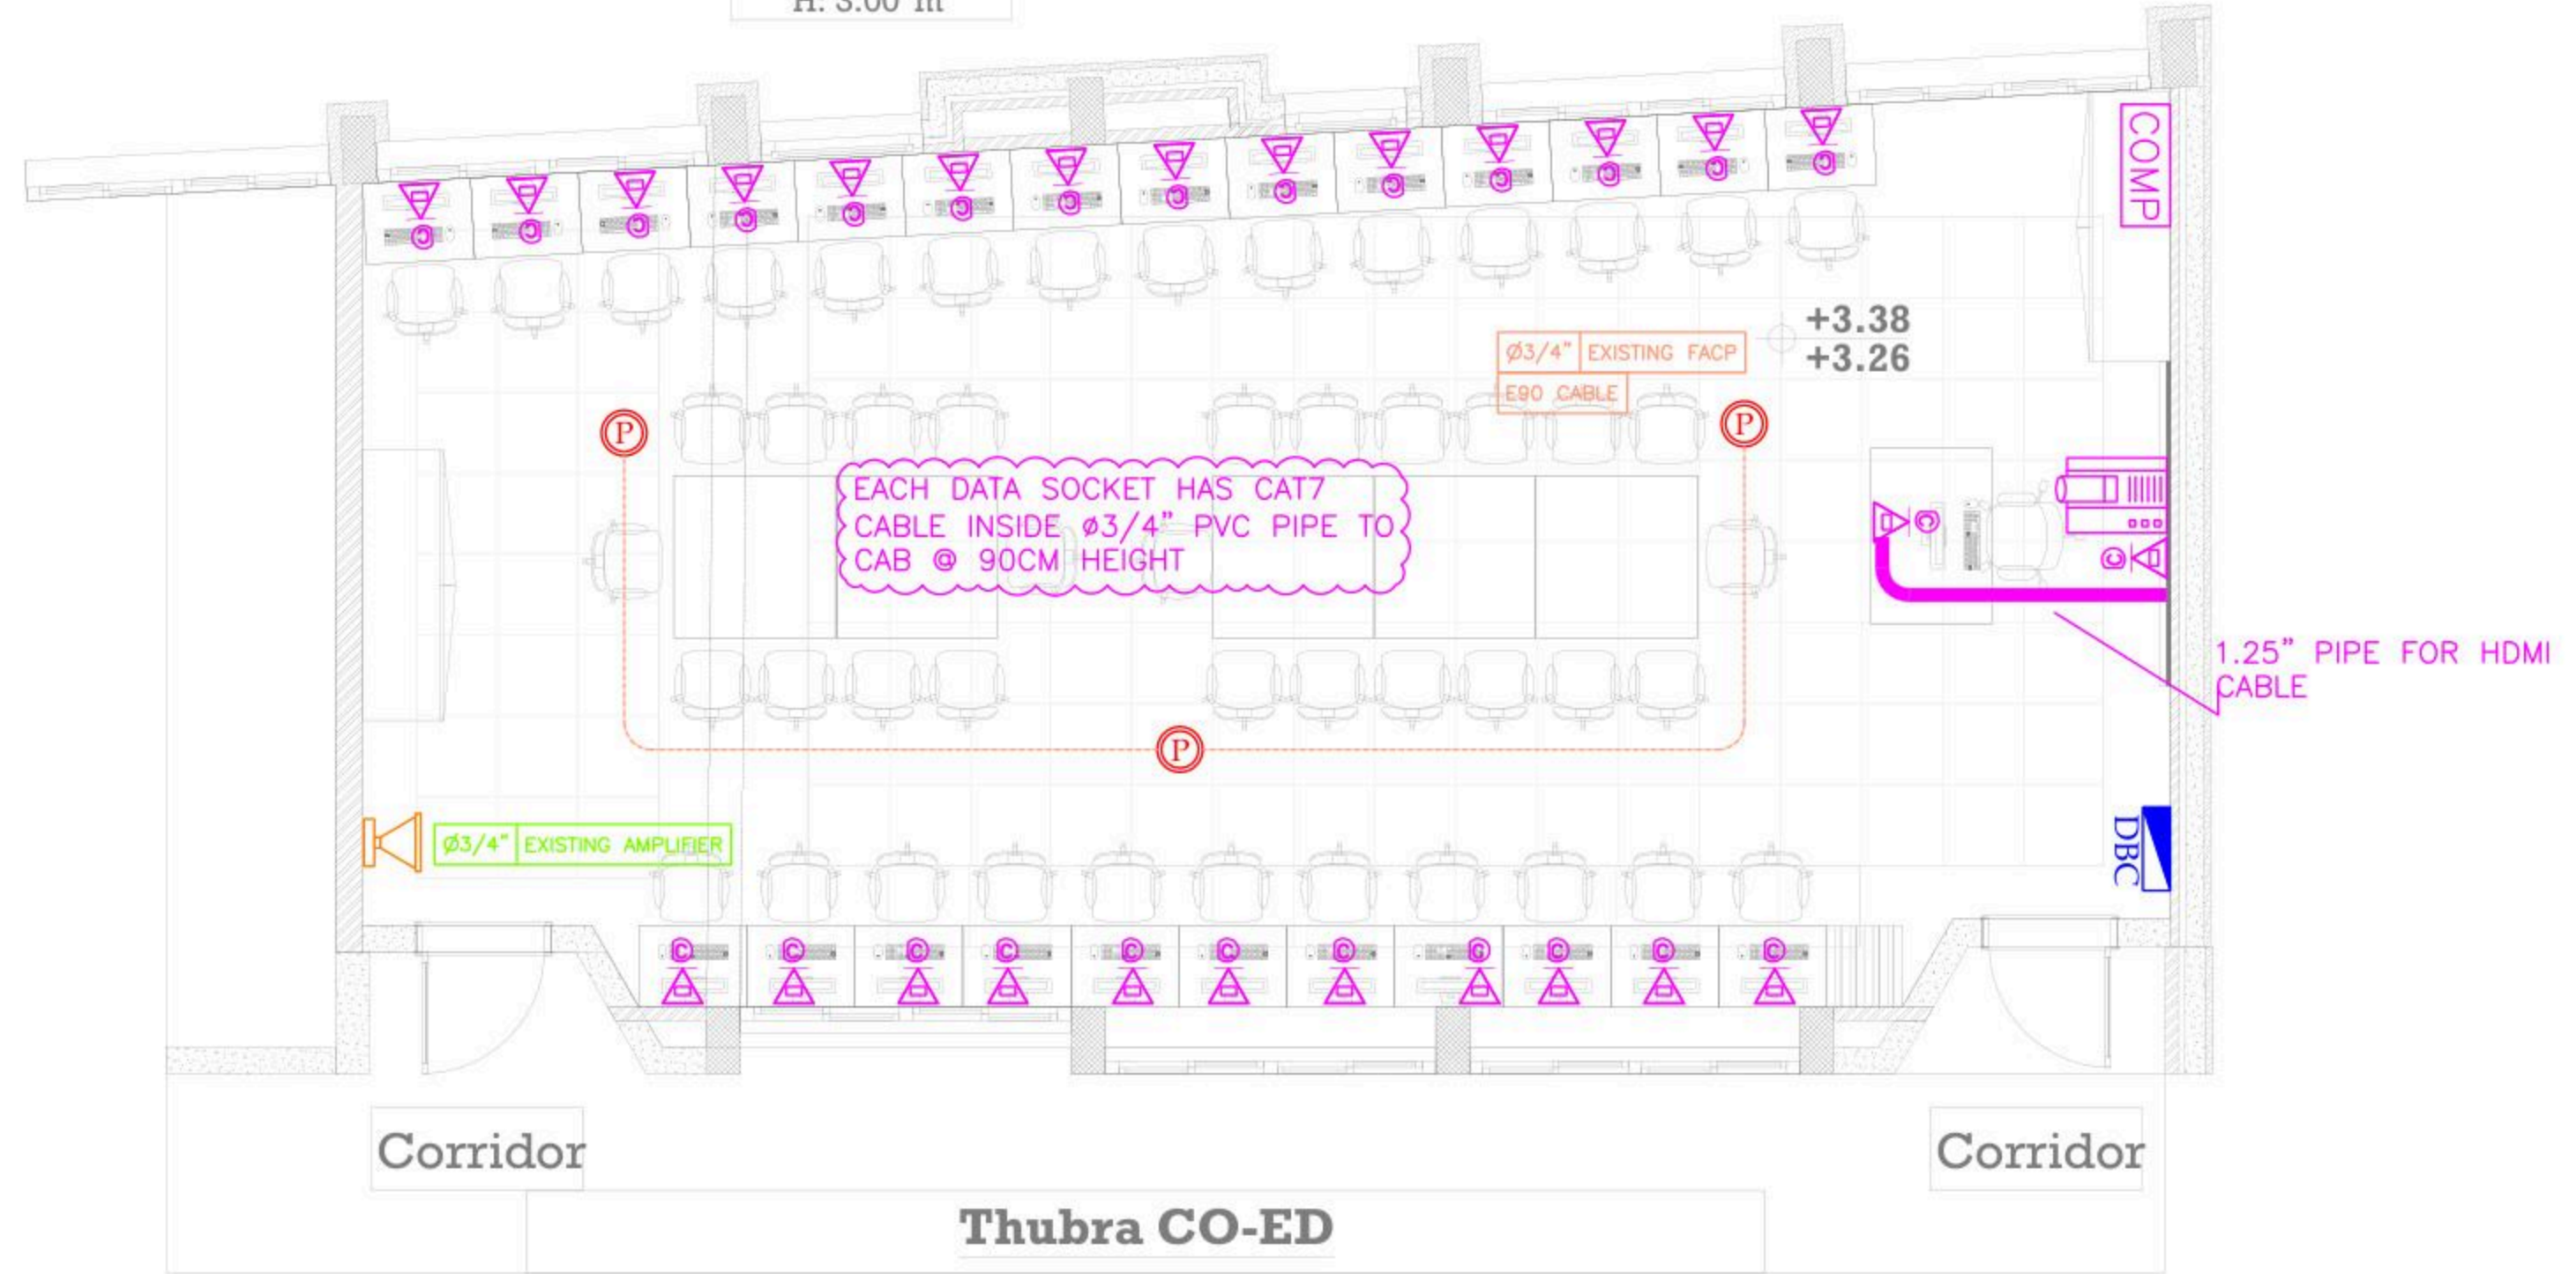 H: 3.00 m
C C C C C C C C C C C C C C
COMP
+3.38
+3.26
Ø3/4" EXISTING FACP
E90 CABLE
P
P
EACH DATA SOCKET HAS CAT7
CABLE INSIDE ø3/4" PVC PIPE TO
CAB @ 90CM HEIGHT
C
C
1.25" PIPE FOR HDMI
CABLE
P
Ø3/4" EXISTING AMPLIFIER
DBC
C C C C C C C G C C C
Corridor
Corridor
Thubra CO-ED